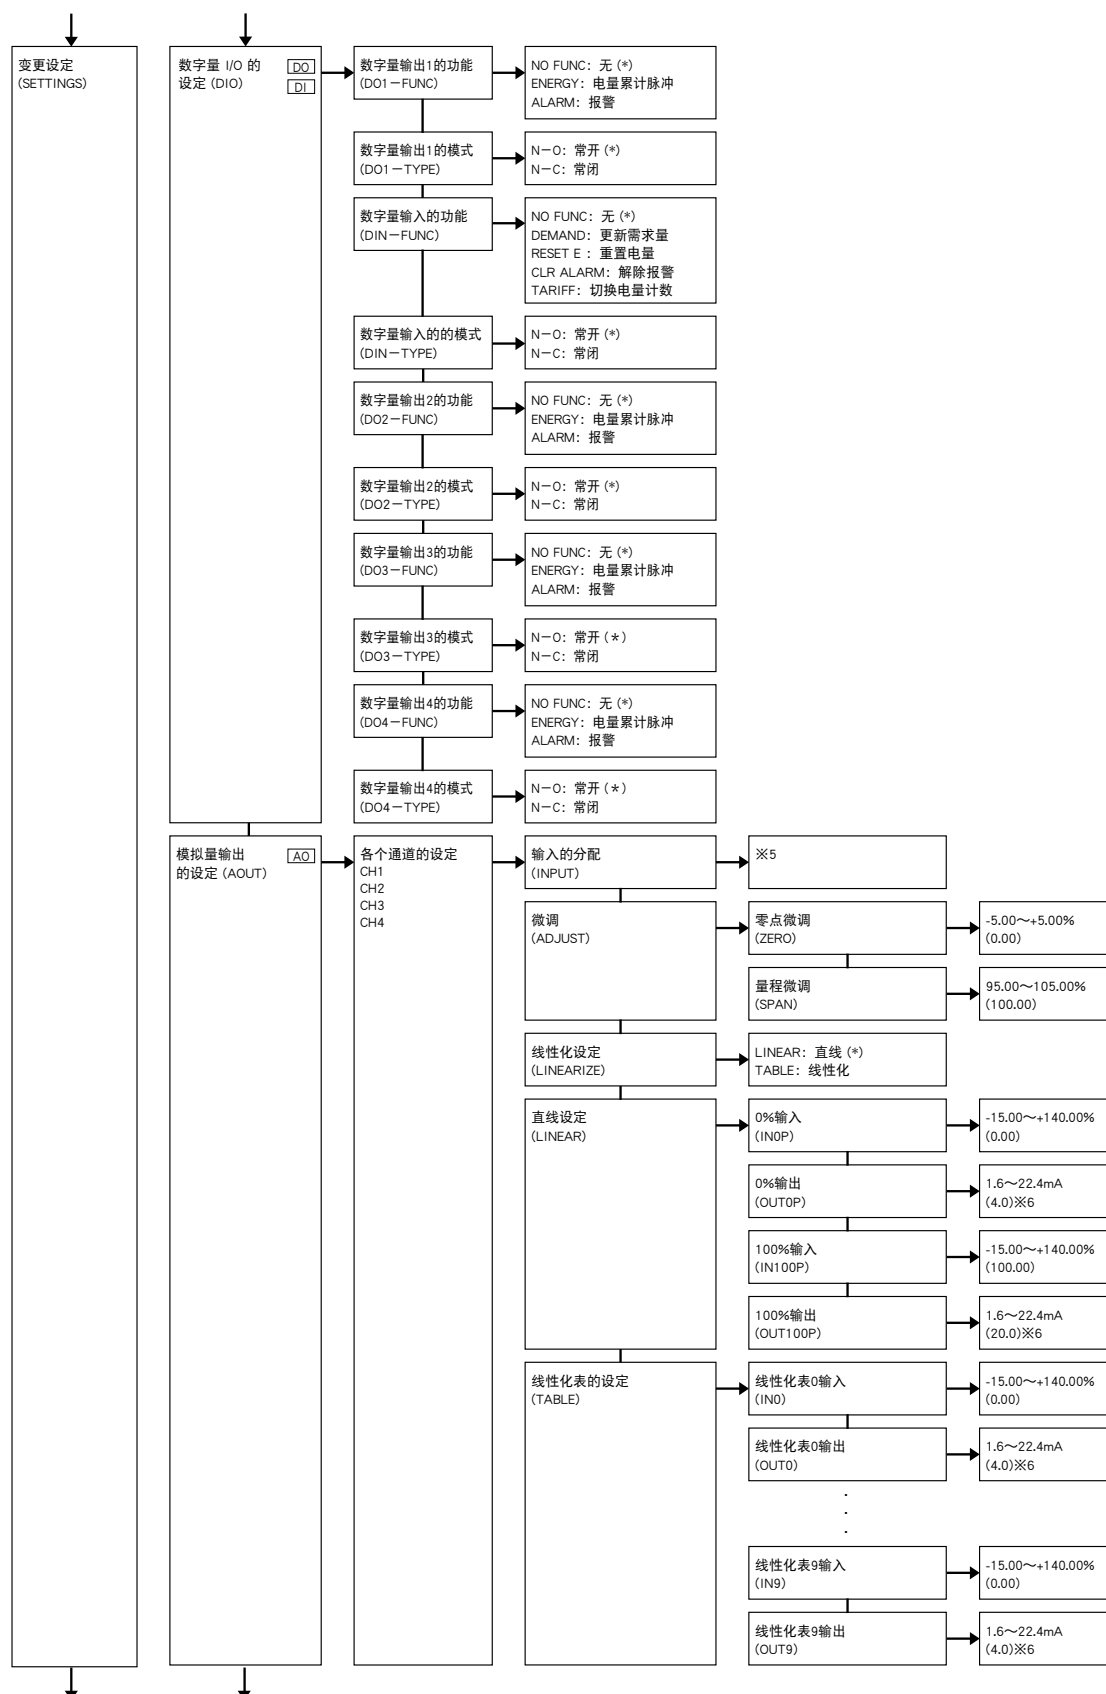 变更设定
(SETTINGS)
数字量 I/O 的
设定 (DIO)
DO
DI
数字量输出1的功能
(DO1－FUNC)
NO FUNC：无 (*)
ENERGY：电量累计脉冲
ALARM：报警
数字量输出1的模式
(DO1－TYPE)
N－O：常开 (*)
N－C：常闭
数字量输入的功能
(DIN－FUNC)
NO FUNC：无 (*)
DEMAND：更新需求量
RESET E ：重置电量
CLR ALARM：解除报警
TARIFF：切换电量计数
数字量输入的的模式
(DIN－TYPE)
N－O：常开 (*)
N－C：常闭
数字量输出2的功能
(DO2－FUNC)
NO FUNC：无 (*)
ENERGY：电量累计脉冲
ALARM：报警
数字量输出2的模式
(DO2－TYPE)
N－O：常开 (*)
N－C：常闭
数字量输出3的功能
(DO3－FUNC)
NO FUNC：无 (*)
ENERGY：电量累计脉冲
ALARM：报警
数字量输出3的模式
(DO3－TYPE)
N－O：常开 (＊)
N－C：常闭
数字量输出4的功能
(DO4－FUNC)
NO FUNC：无 (*)
ENERGY：电量累计脉冲
ALARM：报警
数字量输出4的模式
(DO4－TYPE)
N－O：常开 (＊)
N－C：常闭
模拟量输出
的设定 (AOUT)
AO
各个通道的设定
CH1
CH2
CH3
CH4
输入的分配
(INPUT)
※5
微调
(ADJUST)
零点微调
(ZERO)
-5.00～+5.00%
(0.00)
量程微调
(SPAN)
95.00～105.00%
(100.00)
线性化设定
(LINEARIZE)
LINEAR：直线 (*)
TABLE：线性化
直线设定
(LINEAR)
0%输入
(IN0P)
-15.00～+140.00%
(0.00)
0%输出
(OUT0P)
1.6～22.4mA
(4.0)※6
100%输入
(IN100P)
-15.00～+140.00%
(100.00)
100%输出
(OUT100P)
1.6～22.4mA
(20.0)※6
线性化表的设定
(TABLE)
线性化表0输入
(IN0)
-15.00～+140.00%
(0.00)
线性化表0输出
(OUT0)
1.6～22.4mA
(4.0)※6
.
.
.
线性化表9输入
(IN9)
-15.00～+140.00%
(0.00)
线性化表9输出
(OUT9)
1.6～22.4mA
(4.0)※6